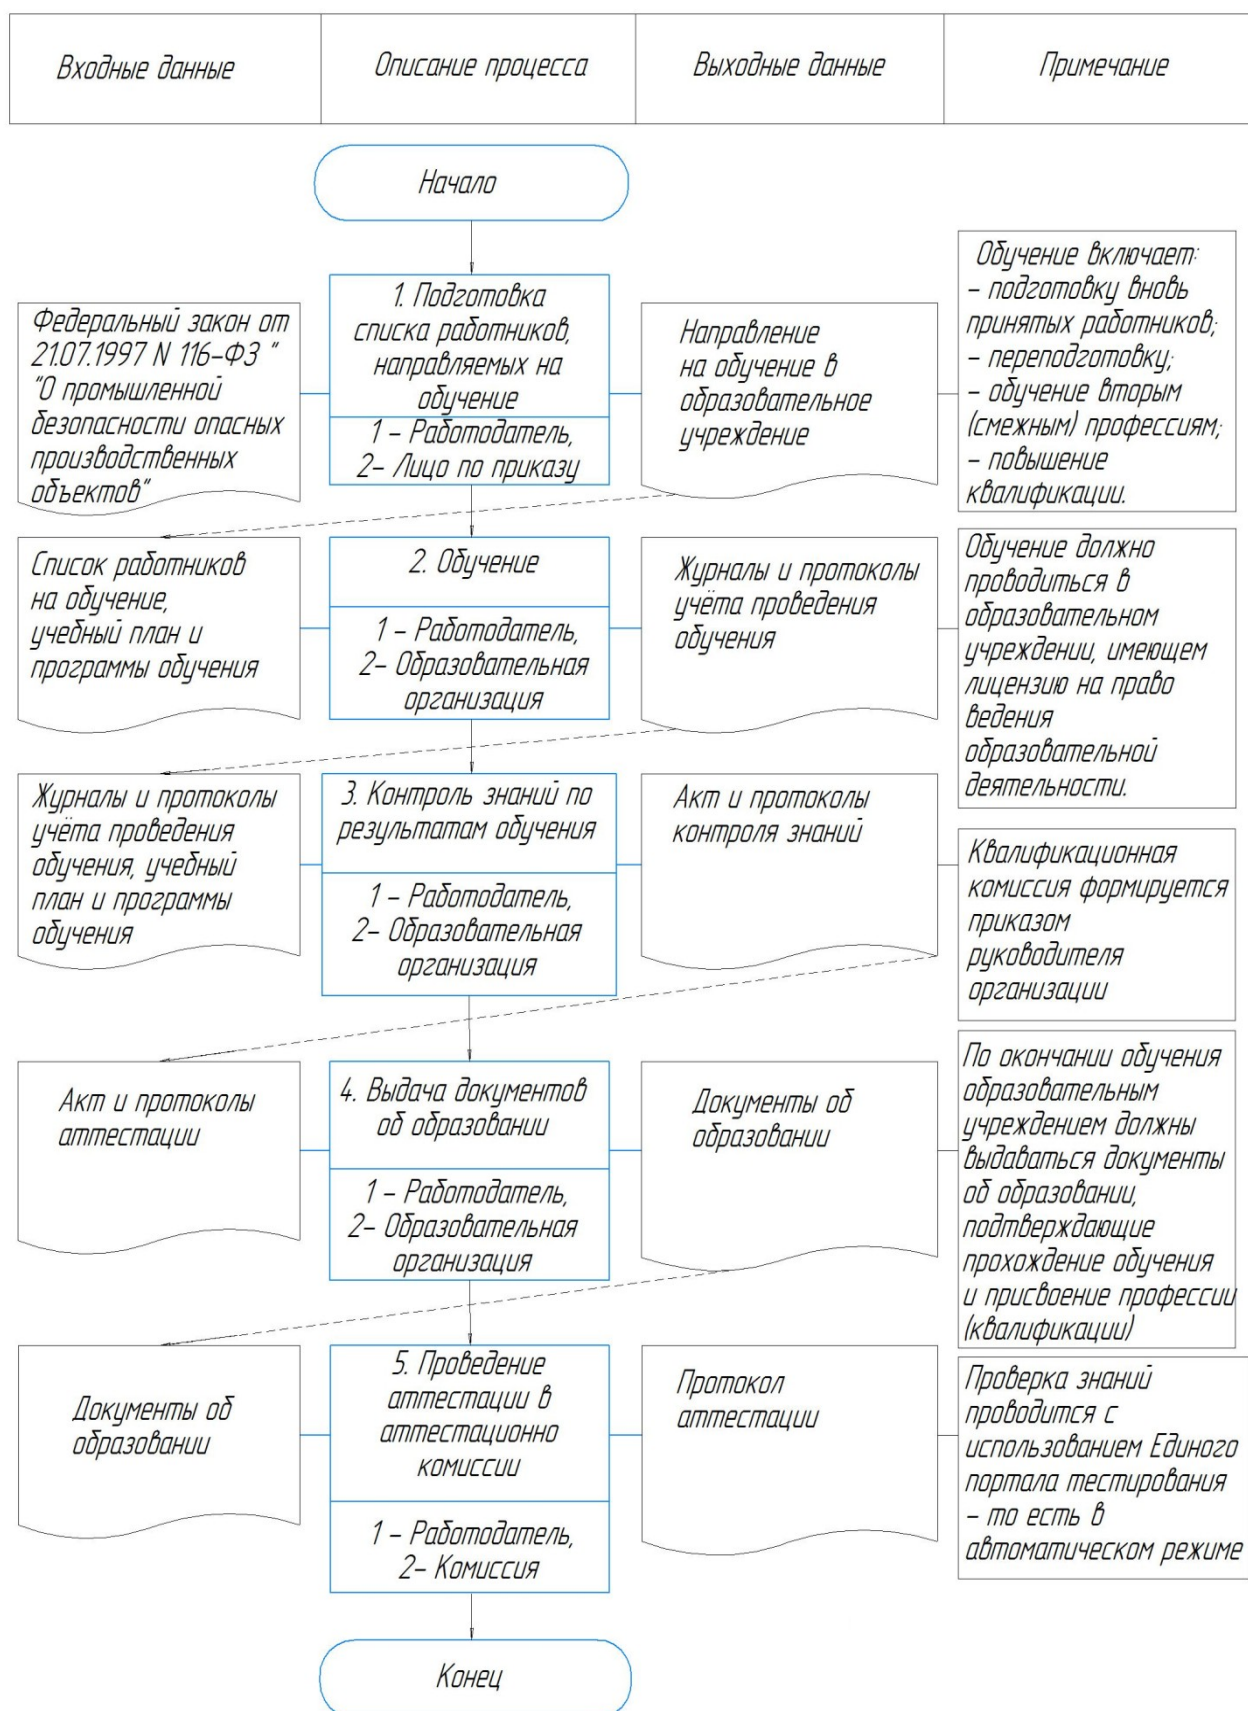 Входные данные
Описание процесса
Выходные данные
Примечание
Начало
Федеральный закон от
21.07.1997 N 116-ФЗ "
"О промышленной
безопасности опасных
производственных
объектов"
1. Подготовка
списка работников,
направляемых на
обучение
1 - Работодатель,
2- Лицо по приказу
Направление
на обучение в
образовательное
учреждение
Обучение включает:
- подготовку вновь
принятых работников;
- переподготовку;
- обучение вторым
(смежным) профессиям;
- повышение
квалификации.
Список работников
на обучение,
учебный план и
программы обучения
2. Обучение
1 - Работодатель,
2- Образовательная
организация
Журналы и протоколы
учёта проведения
обучения
Обучение должно
проводиться в
образовательном
учреждении, имеющем
лицензию на право
ведения
образовательной
деятельности.
Журналы и протоколы
учёта проведения
обучения, учебный
план и программы
обучения
3. Контроль знаний по
результатам обучения
1 - Работодатель,
2- Образовательная
организация
Акт и протоколы
контроля знаний
Квалификационная
комиссия формируется
приказом
руководителя
организации
Акт и протоколы
аттестации
4. Выдача документов
об образовании
1 - Работодатель,
2- Образовательная
организация
Документы об
образовании
По окончании обучения
образовательным
учреждением должны
выдаваться документы
об образовании,
подтверждающие
прохождение обучения
и присвоение профессии
(квалификации)
Документы об
образовании
5. Проведение
аттестации в
аттестационно
комиссии
1 - Работодатель,
2- Комиссия
Протокол
аттестации
Проверка знаний
проводится с
использованием Единого
портала тестирования
- то есть в
автоматическом режиме
Конец